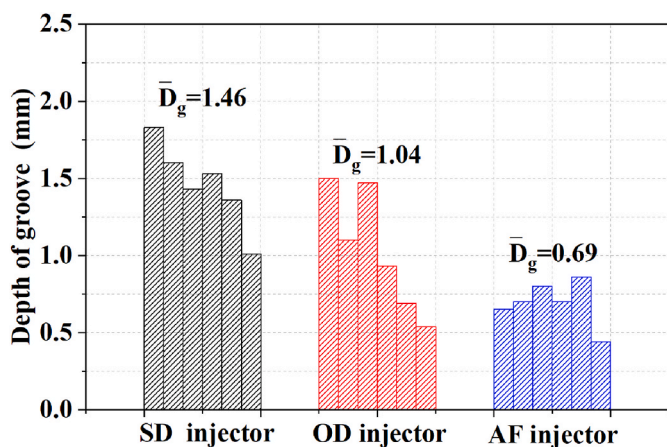 2.5
2.0
1.5
1.0
0.5
0.0
Depth of groove (mm)
D̄g=1.46
D̄g=1.04
D̄g=0.69
SD injector
OD injector
AF injector